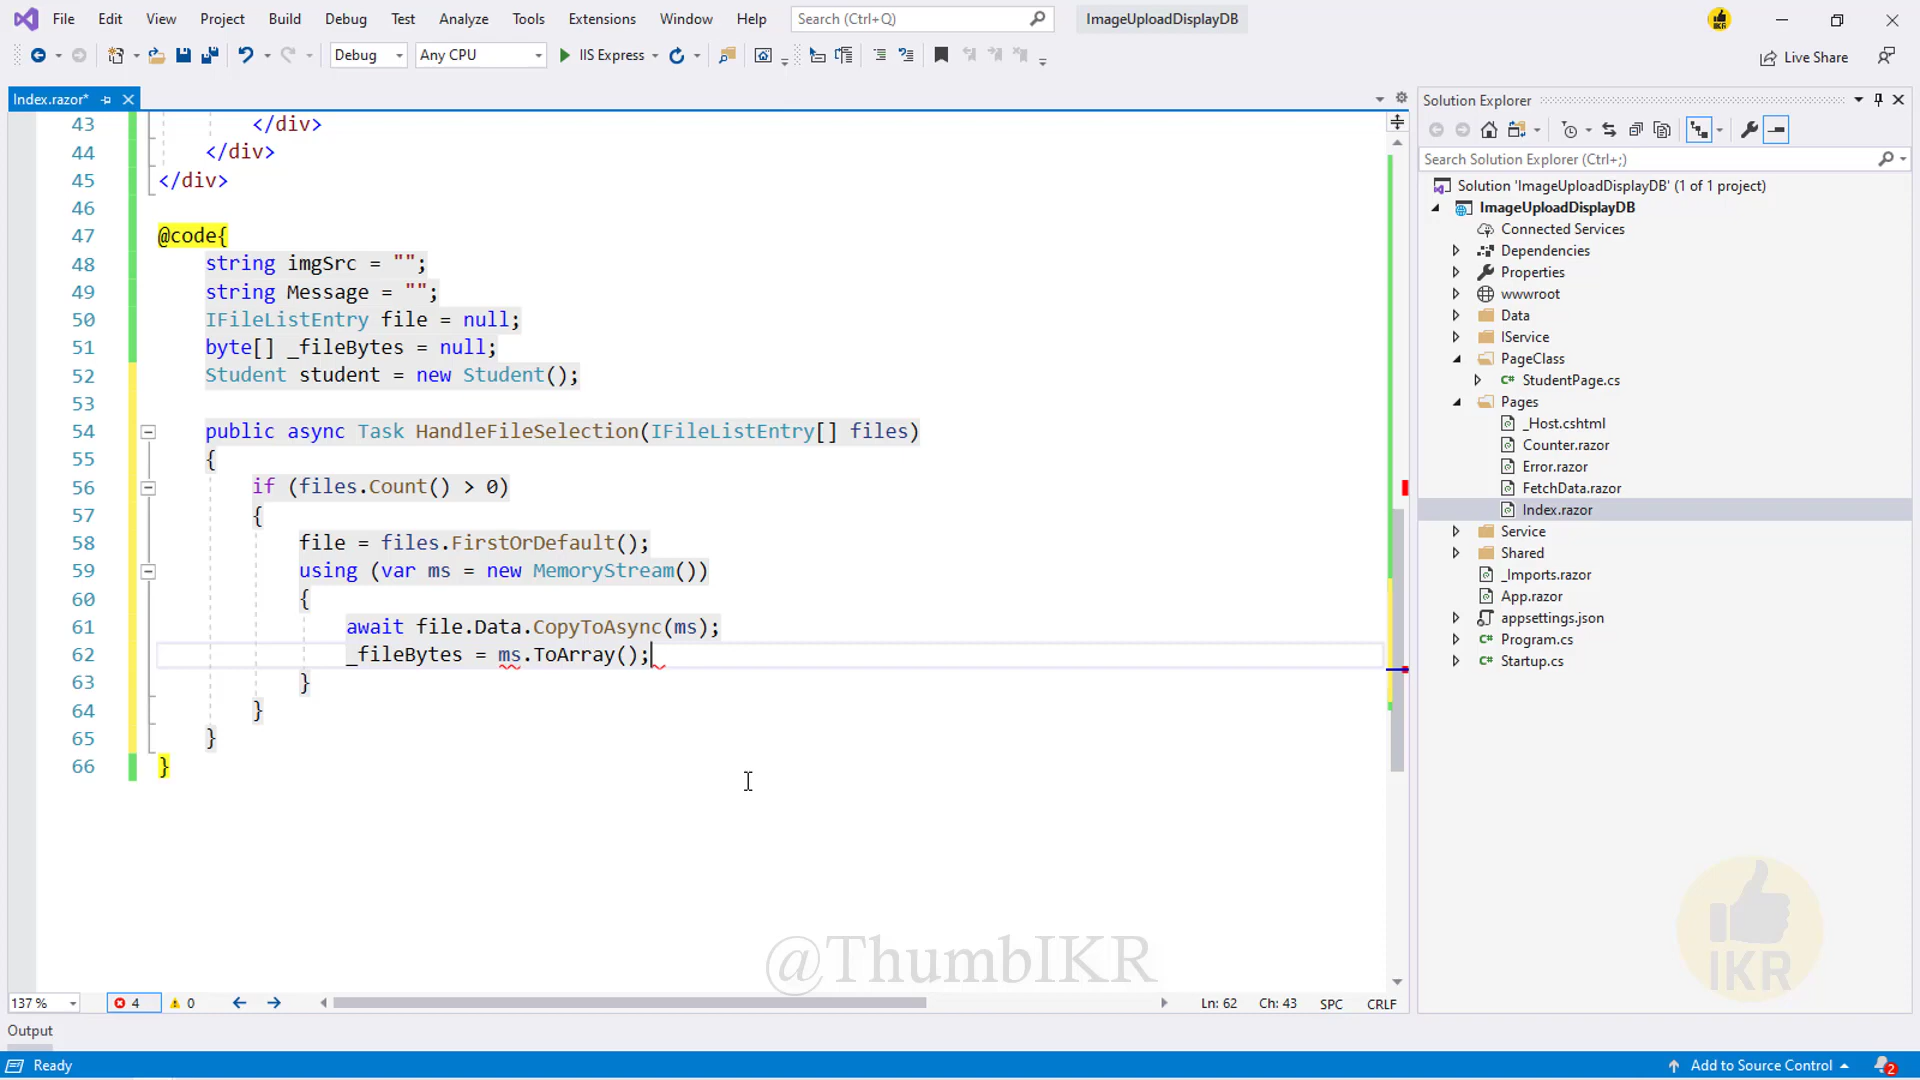 File Edit View Project Build Debug Test Analyze Tools Extensions Window Help Search (Ctrl+Q) ImageUploadDisplayDB IKR
Debug Any CPU IIS Express Live Share
Index.razor*
43 </div>
44 </div>
45 </div>
46
47 @code{
48 string imgSrc = "";
49 string Message = "";
50 IFileListEntry file = null;
51 byte[] _fileBytes = null;
52 Student student = new Student();
53
54 public async Task HandleFileSelection(IFileListEntry[] files)
55 {
56 if (files.Count() > 0)
57 {
58 file = files.FirstOrDefault();
59 using (var ms = new MemoryStream())
60 {
61 await file.Data.CopyToAsync(ms);
62 _fileBytes = ms.ToArray();
63 }
64 }
65 }
66 }
Solution Explorer
Search Solution Explorer (Ctrl+;)
Solution 'ImageUploadDisplayDB' (1 of 1 project)
ImageUploadDisplayDB
Connected Services
Dependencies
Properties
wwwroot
Data
IService
PageClass
C# StudentPage.cs
Pages
_Host.cshtml
Counter.razor
Error.razor
FetchData.razor
Index.razor
Service
Shared
_Imports.razor
App.razor
appsettings.json
C# Program.cs
C# Startup.cs
@ThumbIKR
IKR
137 % 4 0 Ln: 62 Ch: 43 SPC CRLF
Output
Ready Add to Source Control 2